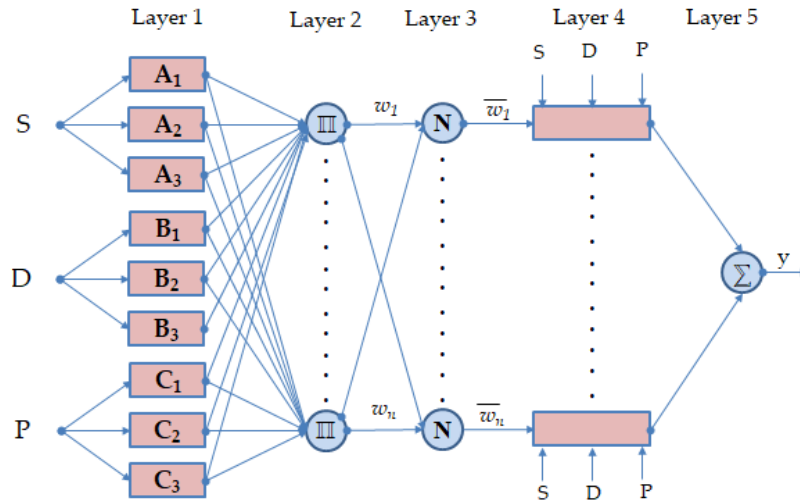 Layer 1 Layer 2 Layer 3 Layer 4 Layer 5
S D P
A₁
S A₂
A₃
B₁
D B₂
B₃
C₁
P C₂
C₃
∏ w₁ N w̅₁
∏ wₙ N w̅ₙ
S D P
∑ y